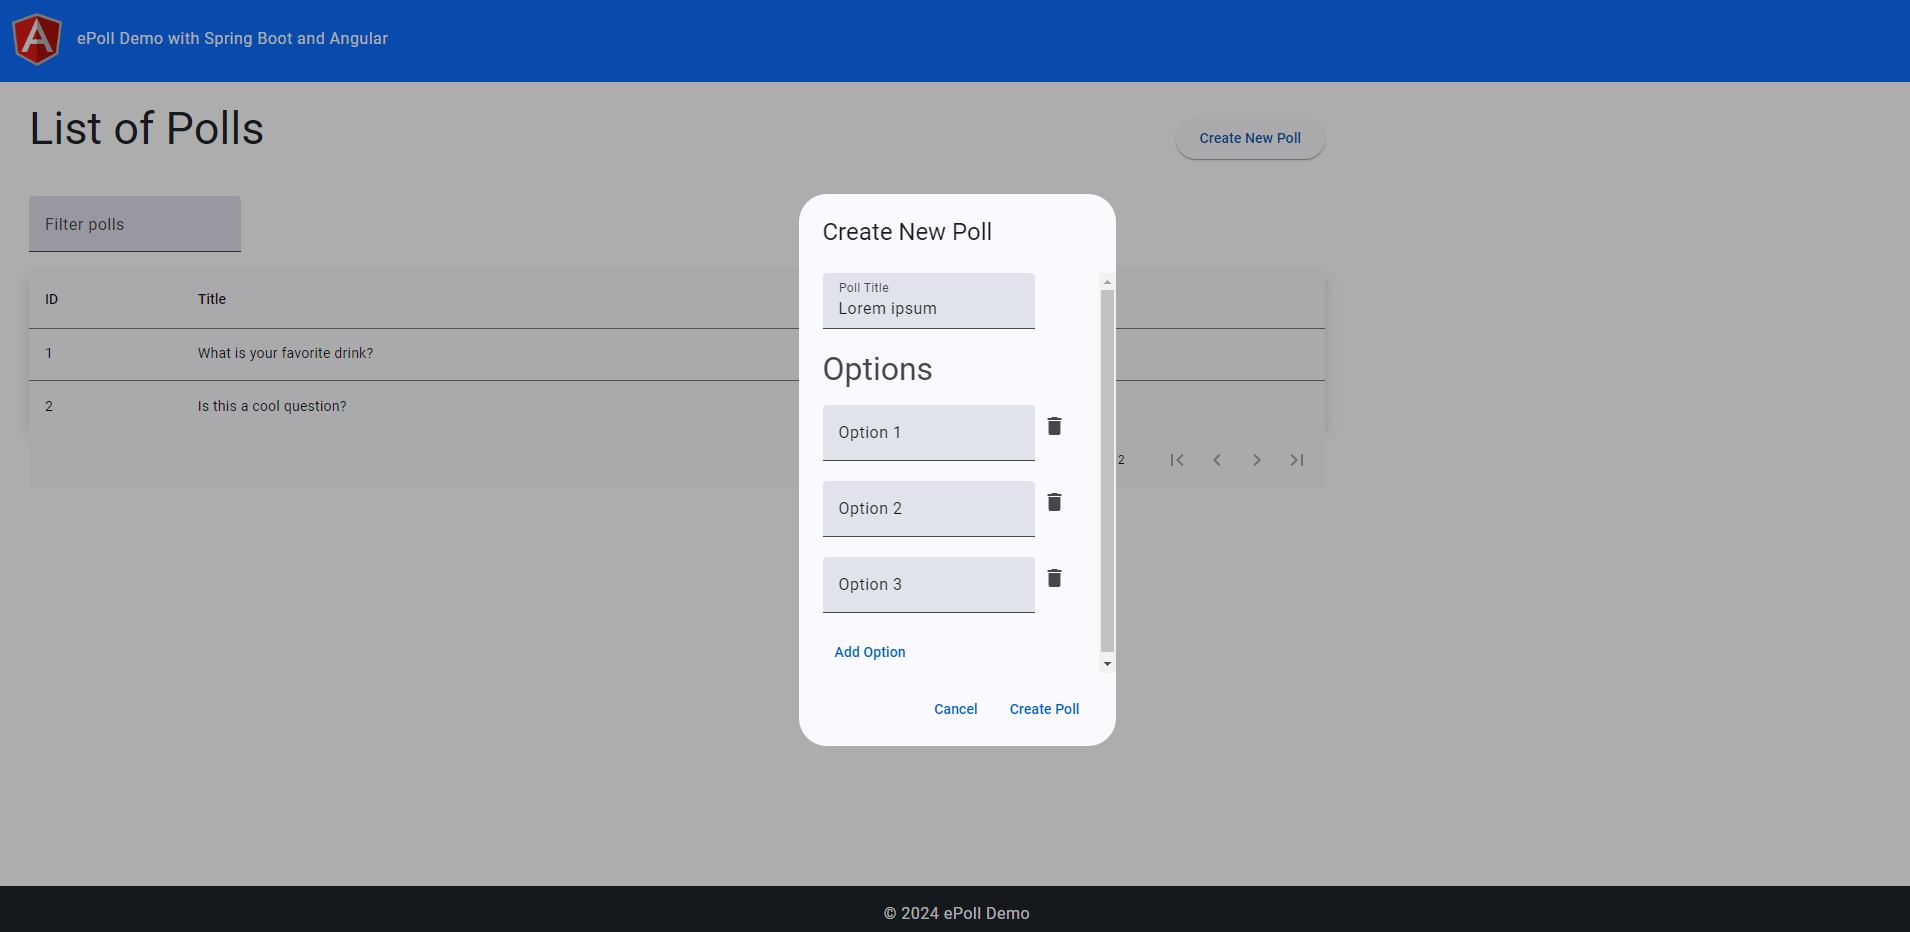 ePoll Demo with Spring Boot and Angular
List of Polls
Create New Poll
Filter polls
ID Title
1 What is your favorite drink?
2 Is this a cool question?
2
Create New Poll
Poll Title
Lorem ipsum
Options
Option 1
Option 2
Option 3
Add Option
Cancel Create Poll
© 2024 ePoll Demo